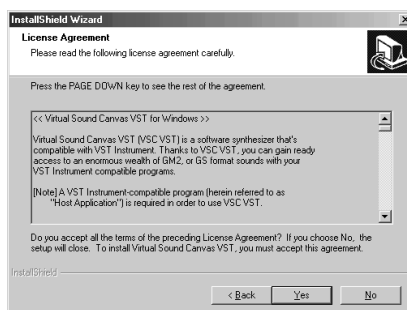 InstallShield Wizard
License Agreement
Please read the following license agreement carefully.
Press the PAGE DOWN key to see the rest of the agreement.
<< Virtual Sound Canvas VST for Windows >>
Virtual Sound Canvas VST (VSC VST) is a software synthesizer that's
compatible with VST Instrument. Thanks to VSC VST, you can gain ready
access to an enormous wealth of GM2, or GS format sounds with your
VST Instrument compatible programs.
[Note] A VST Instrument-compatible program (herein referred to as
"Host Application") is required in order to use VSC VST.
Do you accept all the terms of the preceding License Agreement? If you choose No, the
setup will close. To install Virtual Sound Canvas VST, you must accept this agreement.
InstallShield
< Back Yes No